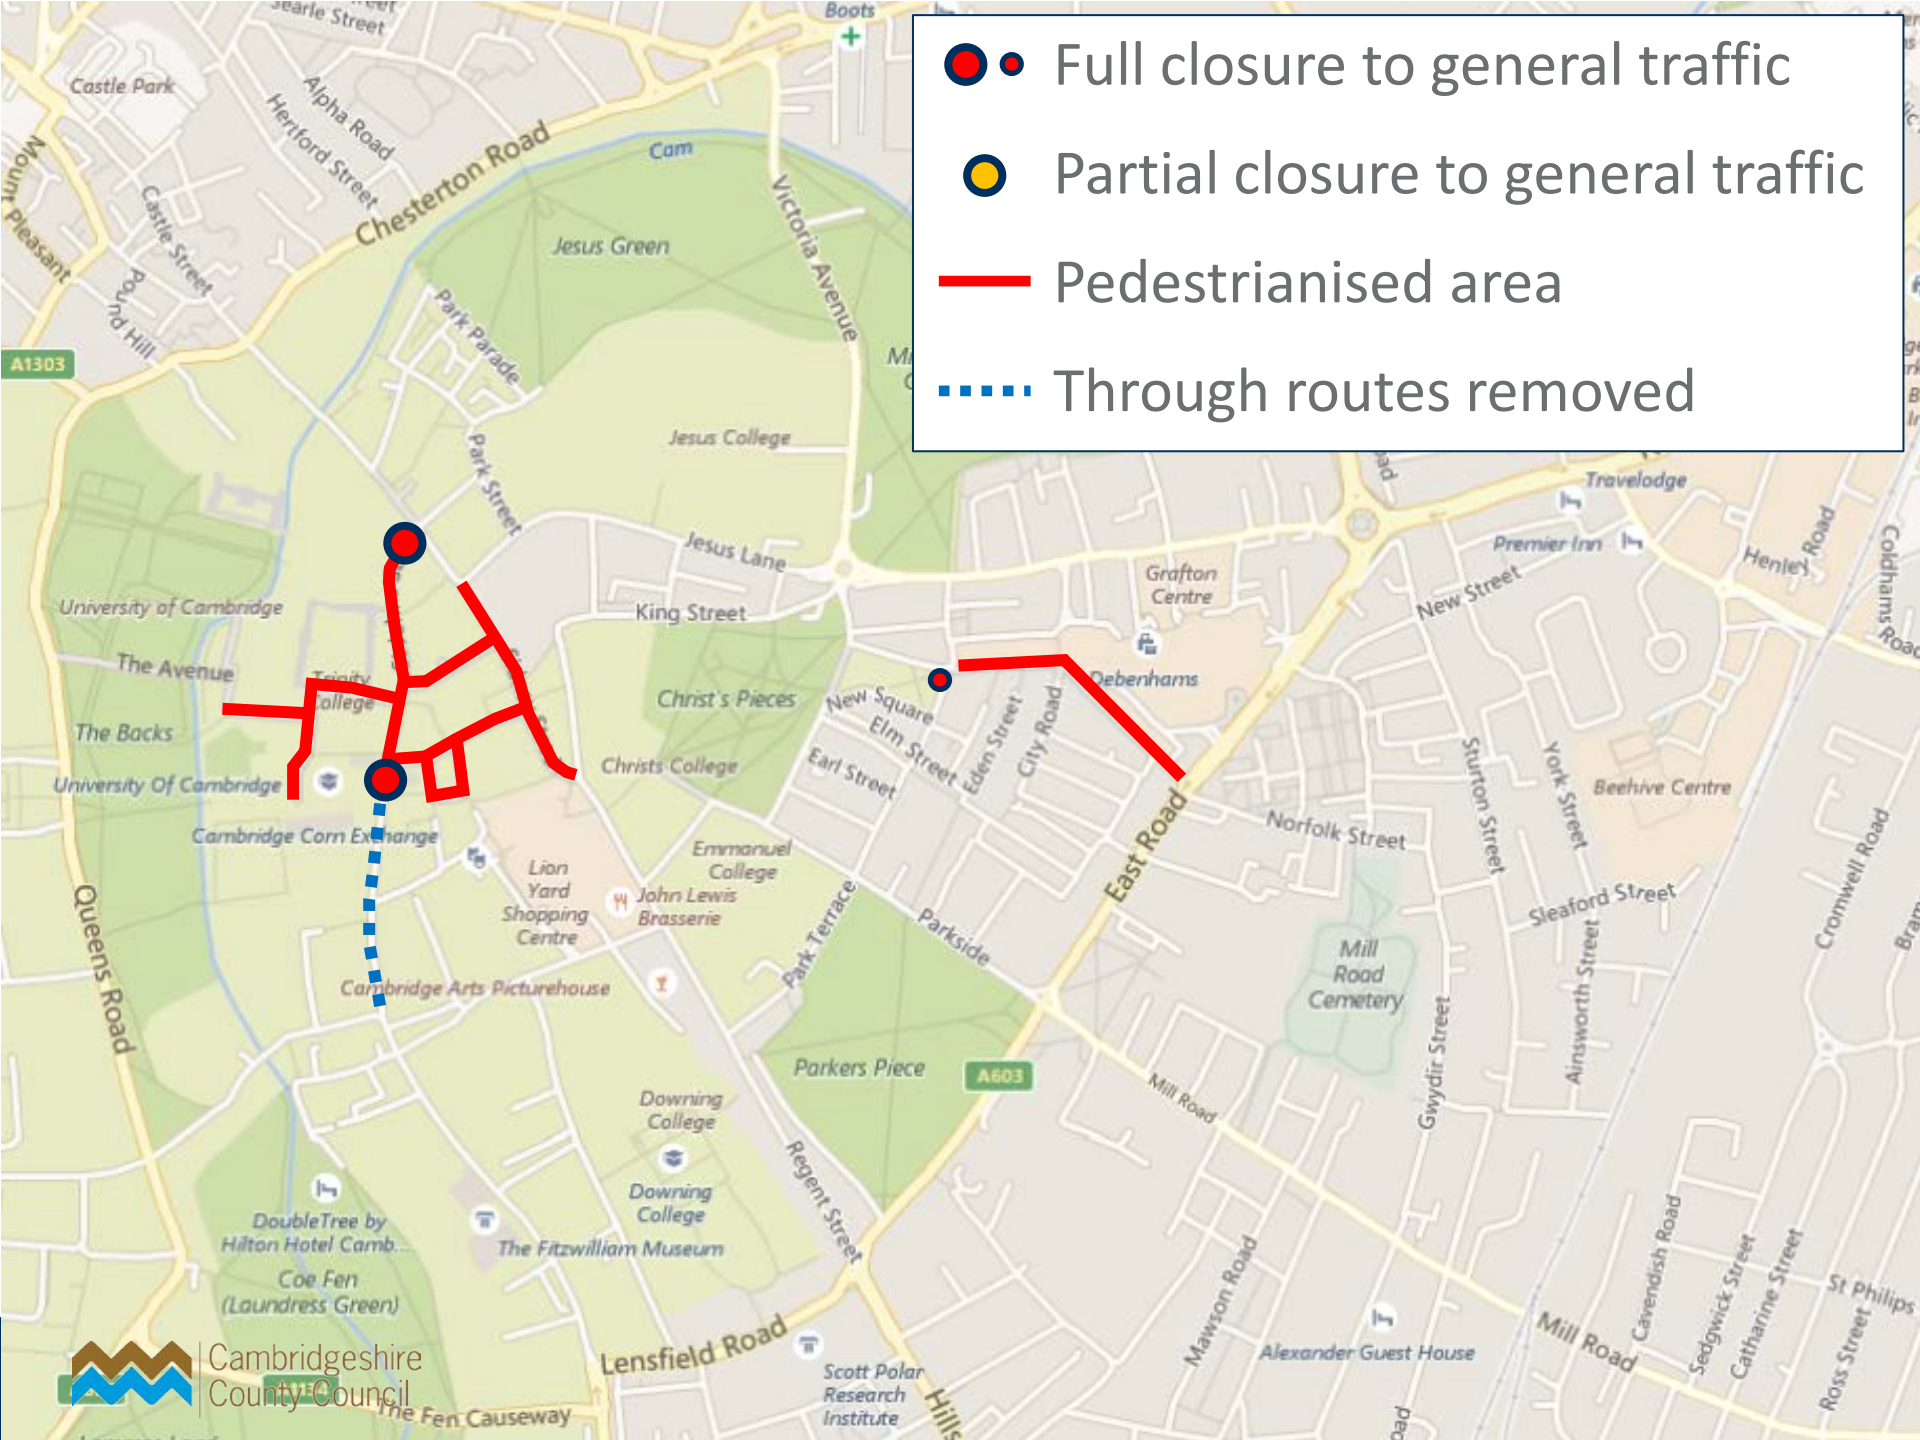 Searle Street
Boots
Full closure to general traffic
Partial closure to general traffic
Pedestrianised area
Through routes removed
Castle Park
Alpha Road
Hertford Street
Chesterton Road
Cam
Mount Pleasant
Castle Street
Pound Hill
Victoria Avenue
Jesus Green
A1303
Park Parade
Park Street
Jesus College
Jesus Lane
Travelodge
Premier Inn
Henley Road
Coldhams
Road
New Street
Grafton
Centre
University of Cambridge
King Street
The Avenue
Trinity
College
Christ's Pieces
New Square
Debenhams
The Backs
Elm Street
Eden Street
City Road
Earl Street
Christs College
University Of Cambridge
Sturton Street
York Street
Beehive Centre
Cambridge Corn Exchange
Norfolk Street
East Road
Emmanuel
College
Lion
Yard
Shopping
Centre
John Lewis
Brasserie
Queens Road
Park Terrace
Parkside
Sleaford Street
Cromwell Road
Mill
Road
Cemetery
Ainsworth Street
Cambridge Arts Picturehouse
Gwydir Street
Parkers Piece
A603
Mill Road
Downing
College
Regent Street
Downing
College
DoubleTree by
Hilton Hotel Camb...
The Fitzwilliam Museum
Coe Fen
(Laundress Green)
Mawson Road
Cavendish Road
Sedgwick Street
Catharine Street
St Philips
Ross Street
Mill Road
Alexander Guest House
Lensfield Road
Scott Polar
Research
Institute
Hills
Cambridgeshire
County Council
The Fen Causeway